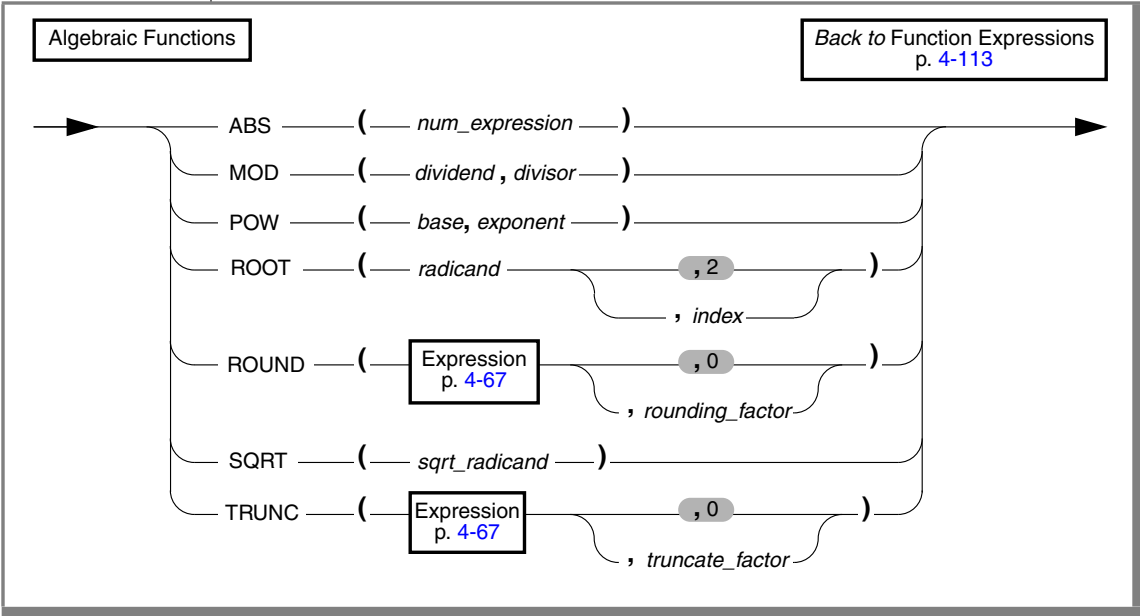 Algebraic Functions
Back to Function Expressions
p. 4-113
ABS ( num_expression )
MOD ( dividend , divisor )
POW ( base, exponent )
ROOT ( radicand , 2 )
, index
ROUND ( Expression , 0 )
p. 4-67
, rounding_factor
SQRT ( sqrt_radicand )
TRUNC ( Expression , 0 )
p. 4-67
, truncate_factor